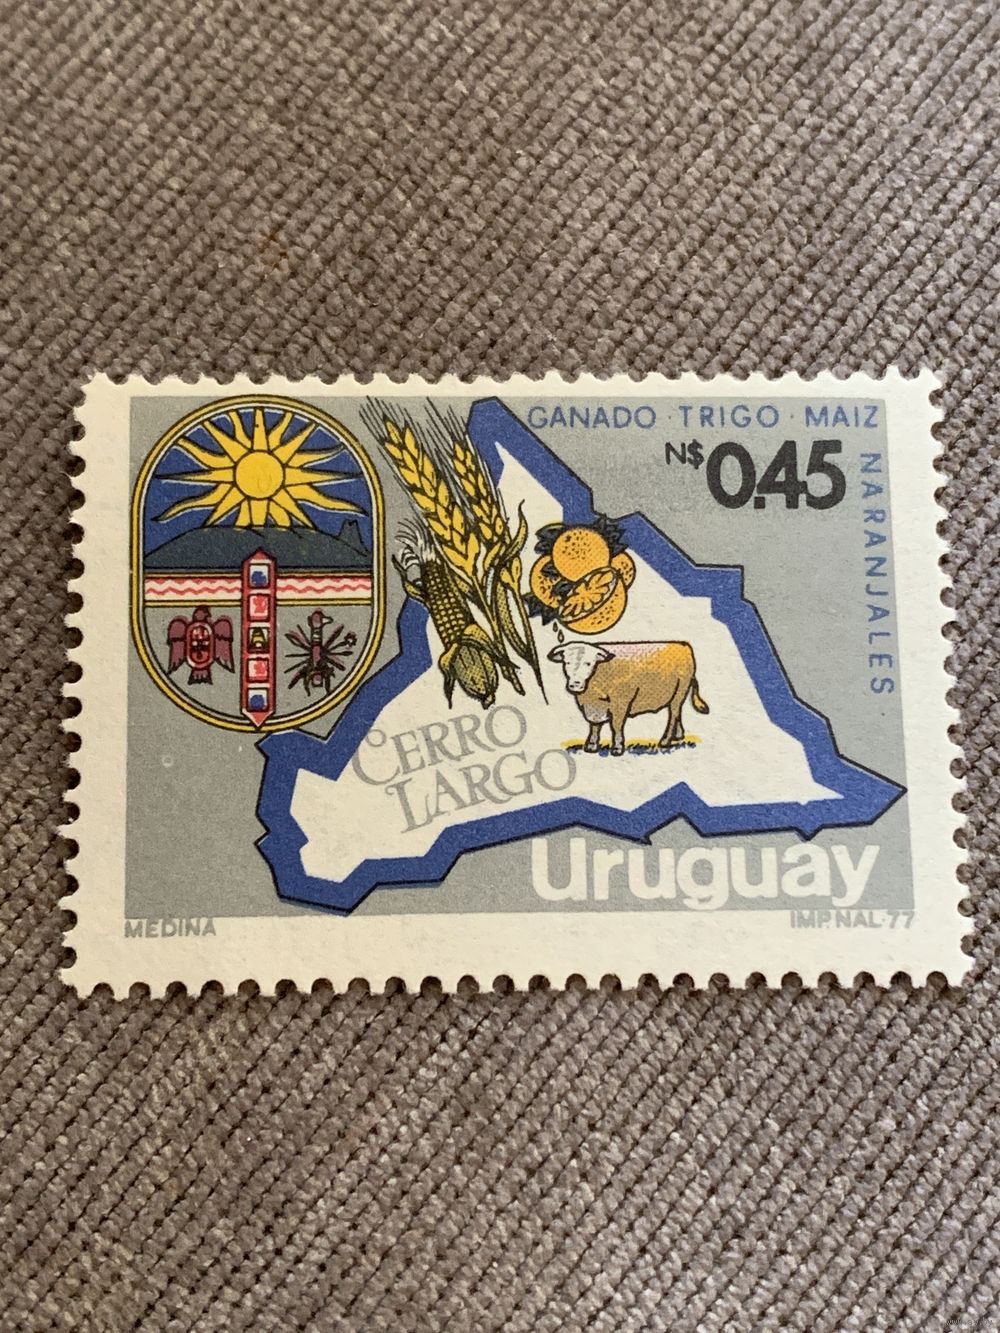 GANADO · TRIGO · MAIZ
N$ 0.45
NARANJALES
CERRO
LARGO
Uruguay
MEDINA
IMP. NAL·77